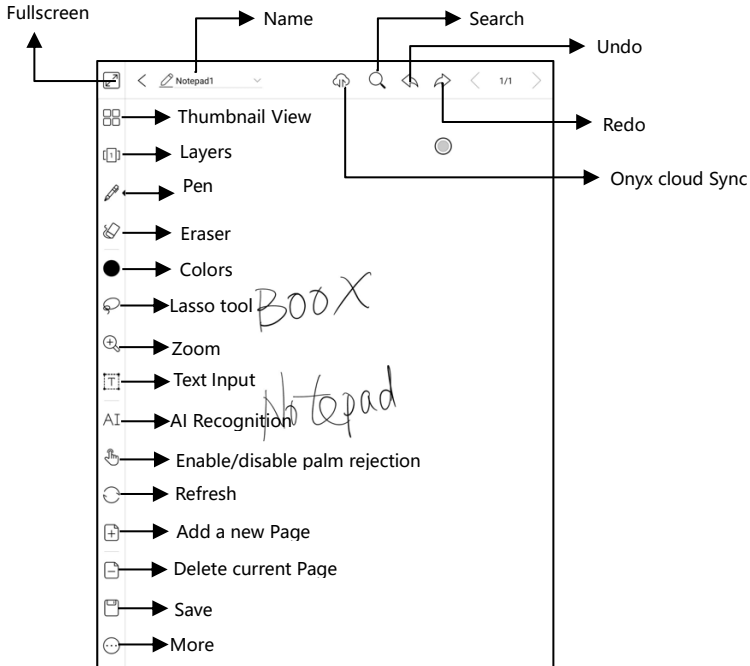 Fullscreen
Name
Search
Undo
Notepad1
1/1
Thumbnail View
Redo
1
Layers
Onyx cloud Sync
Pen
Eraser
Colors
Lasso tool
BOOX
Zoom
T
Text Input
Notepad
AI
AI Recognition
Enable/disable palm rejection
Refresh
Add a new Page
Delete current Page
Save
More